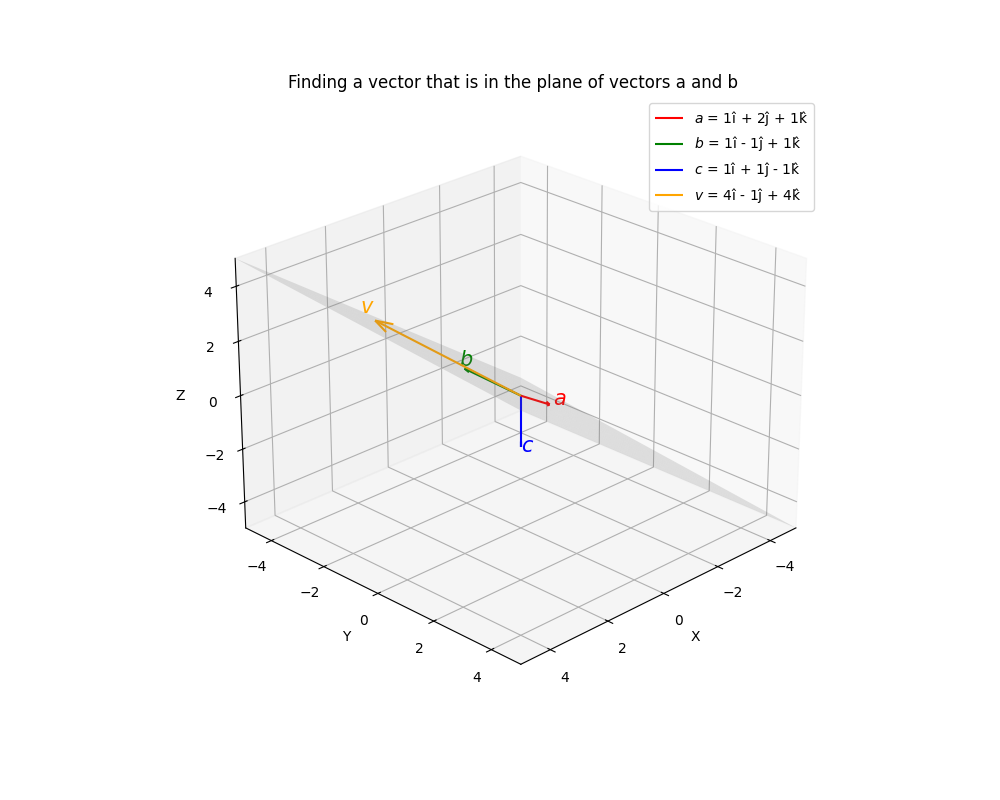 Finding a vector that is in the plane of vectors a and b
a = 1î + 2ĵ + 1k̂
b = 1î - 1ĵ + 1k̂
c = 1î + 1ĵ - 1k̂
v = 4î - 1ĵ + 4k̂
4
2
Z
0
−2
−4
v
b
a
c
−4
−2
0
Y
2
4
−4
−2
0
X
2
4